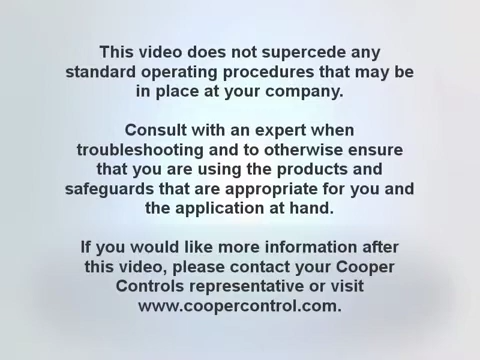 This video does not supercede any
standard operating procedures that may be
in place at your company.
Consult with an expert when
troubleshooting and to otherwise ensure
that you are using the products and
safeguards that are appropriate for you and
the application at hand.
If you would like more information after
this video, please contact your Cooper
Controls representative or visit
www.coopercontrol.com.